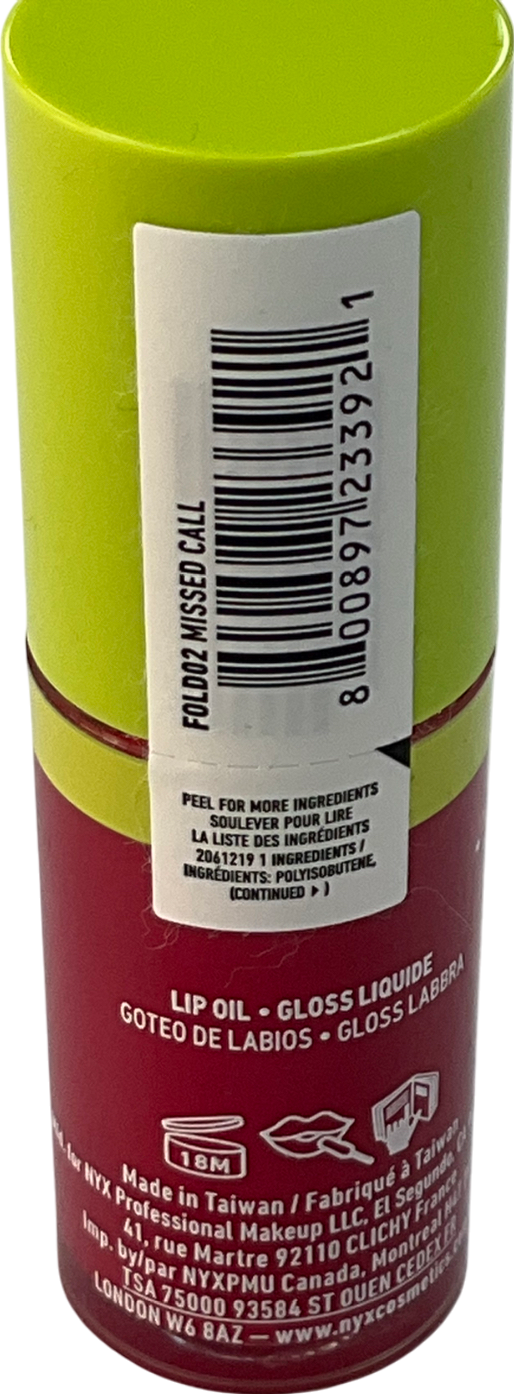 FOLD02 MISSED CALL
8 00897 23392 1
PEEL FOR MORE INGREDIENTS
SOULEVER POUR LIRE
LA LISTE DES INGRÉDIENTS
2061219 1 INGREDIENTS /
INGRÉDIENTS: POLYISOBUTENE,
(CONTINUED ▸ )
LIP OIL • GLOSS LIQUIDE
GOTEO DE LABIOS • GLOSS LABBRA
18M
Made in Taiwan / Fabriqué à Taiwan
for NYX Professional Makeup LLC, El Segundo, CA
41, rue Martre 92110 CLICHY France
Imp. by/par NYXPMU Canada, Montreal
TSA 75000 93584 ST OUEN CEDEX FR
LONDON W6 8AZ — www.nyxcosmetics.